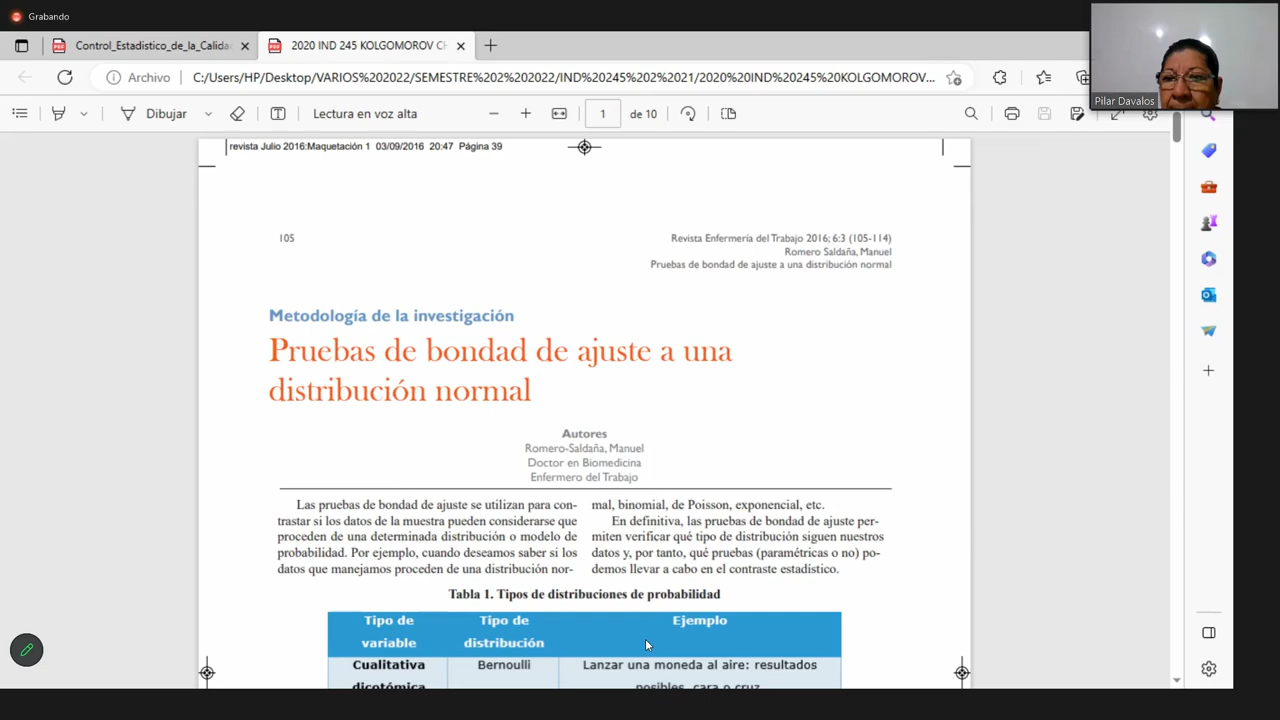 Grabando
Control_Estadistico_de_la_Calida
2020 IND 245 KOLGOMOROV CH
Archivo
C:/Users/HP/Desktop/VARIOS%202022/SEMESTRE%202%202022/IND%20245%202%2021/2020%20IND%20245%20KOLGOMOROV...
Pilar Davalos
Dibujar
Lectura en voz alta
1
de 10
revista Julio 2016:Maquetación 1 03/09/2016 20:47 Página 39
105
Revista Enfermería del Trabajo 2016; 6:3 (105-114)
Romero Saldaña, Manuel
Pruebas de bondad de ajuste a una distribución normal
Metodología de la investigación
Pruebas de bondad de ajuste a una
distribución normal
Autores
Romero-Saldaña, Manuel
Doctor en Biomedicina
Enfermero del Trabajo
Las pruebas de bondad de ajuste se utilizan para con-
trastar si los datos de la muestra pueden considerarse que
proceden de una determinada distribución o modelo de
probabilidad. Por ejemplo, cuando deseamos saber si los
datos que manejamos proceden de una distribución nor-
mal, binomial, de Poisson, exponencial, etc.
En definitiva, las pruebas de bondad de ajuste per-
miten verificar qué tipo de distribución siguen nuestros
datos y, por tanto, qué pruebas (paramétricas o no) po-
demos llevar a cabo en el contraste estadístico.
Tabla 1. Tipos de distribuciones de probabilidad
Tipo de
variable
Tipo de
distribución
Ejemplo
Cualitativa
dicotómica
Bernoulli
Lanzar una moneda al aire: resultados
posibles, cara o cruz